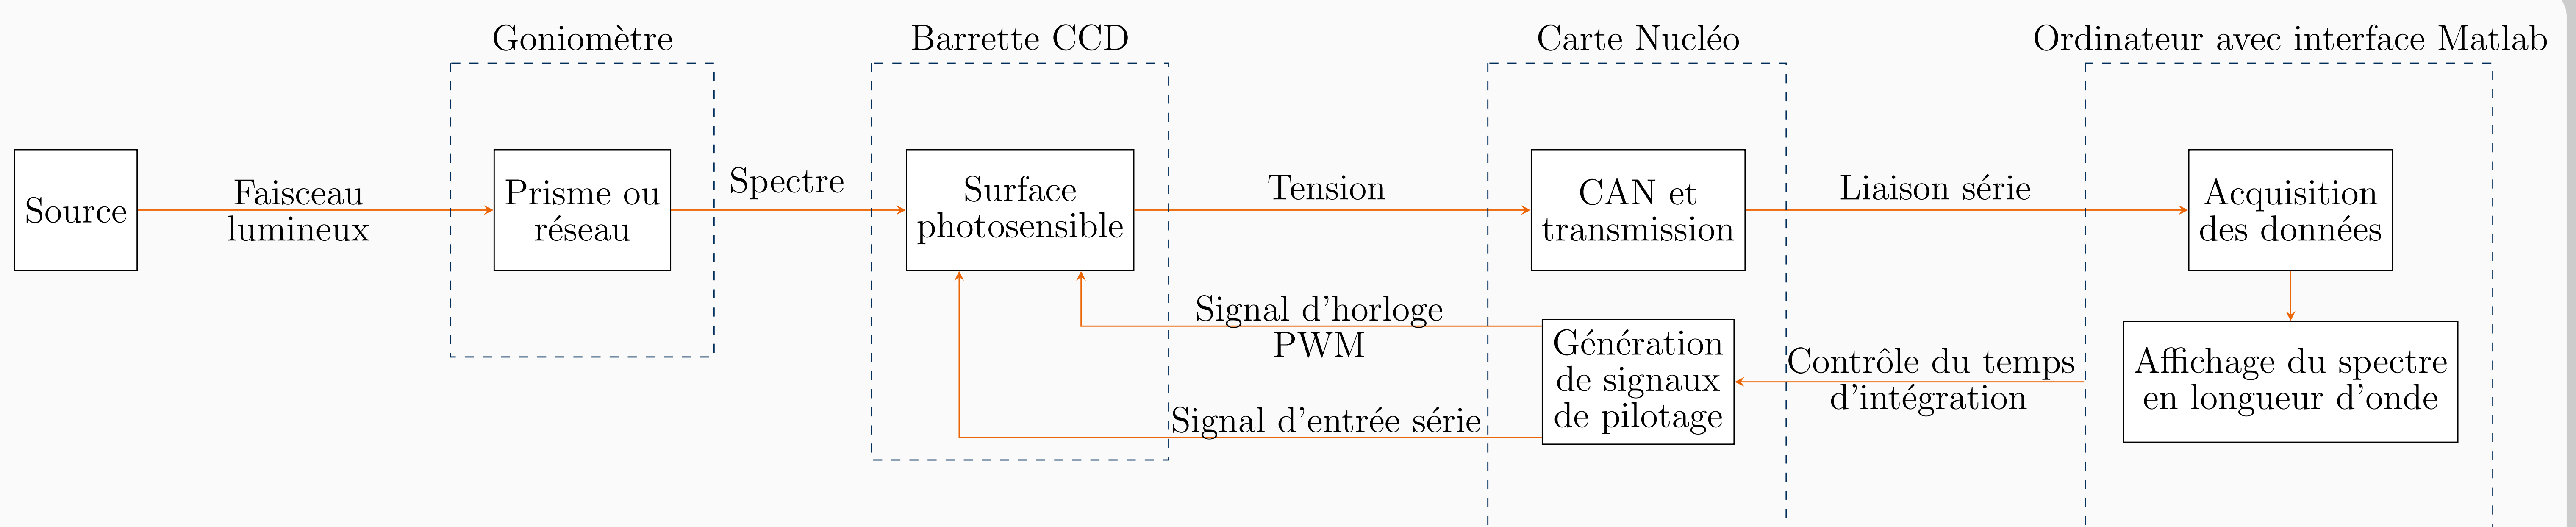 Goniomètre
Barrette CCD
Carte Nucléo
Ordinateur avec interface Matlab
Source
Faisceau
lumineux
Prisme ou
réseau
Spectre
Surface
photosensible
Tension
CAN et
transmission
Liaison série
Acquisition
des données
Signal d'horloge
PWM
Signal d'entrée série
Génération
de signaux
de pilotage
Contrôle du temps
d'intégration
Affichage du spectre
en longueur d'onde